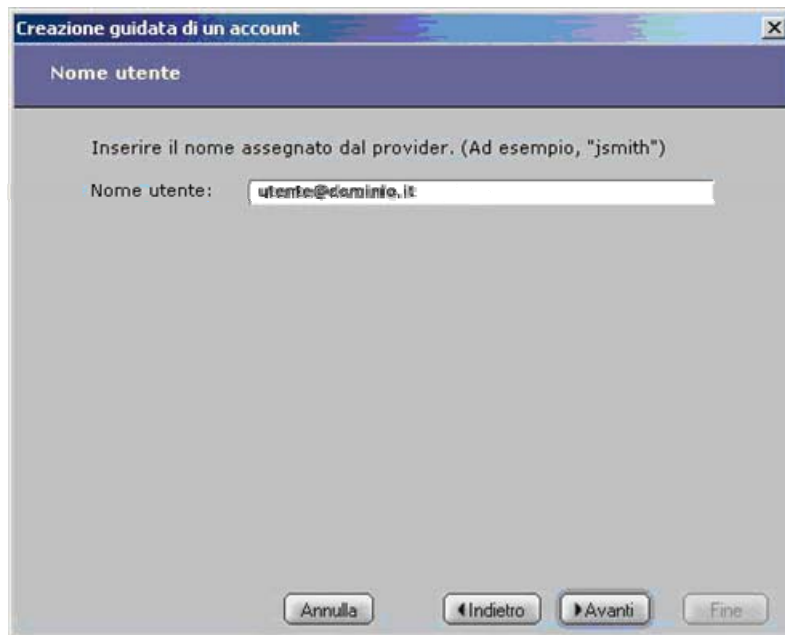 Creazione guidata di un account
Nome utente
Inserire il nome assegnato dal provider. (Ad esempio, "jsmith")
Nome utente: utente@dominio.it
Annulla Indietro Avanti Fine